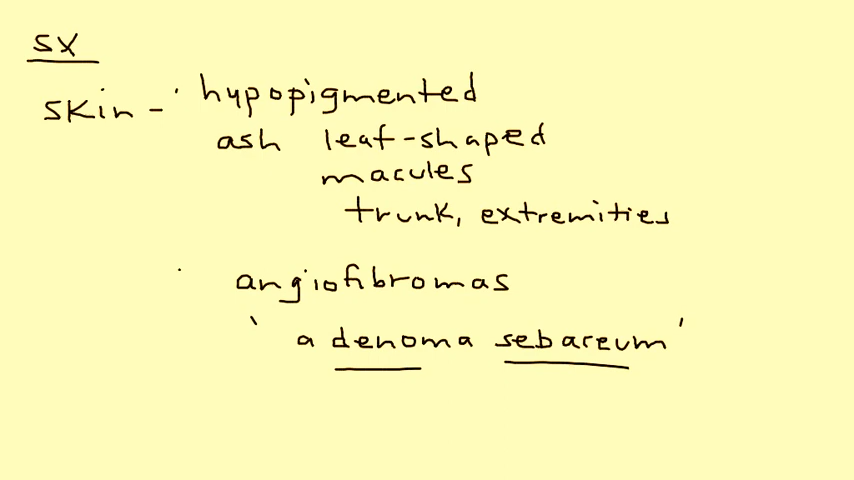 sx
skin - ' hypopigmented
ash leaf-shaped
macules
trunk, extremities
angiofibromas
' adenoma sebareum '